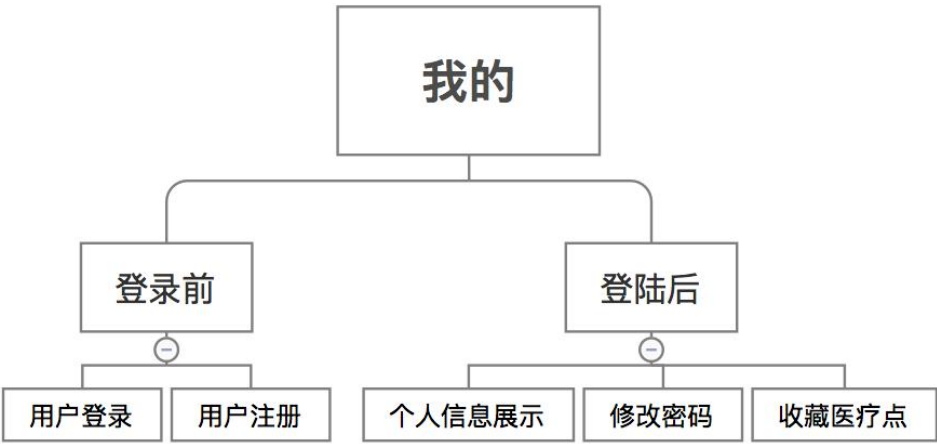 我的
登录前
登陆后
用户登录
用户注册
个人信息展示
修改密码
收藏医疗点